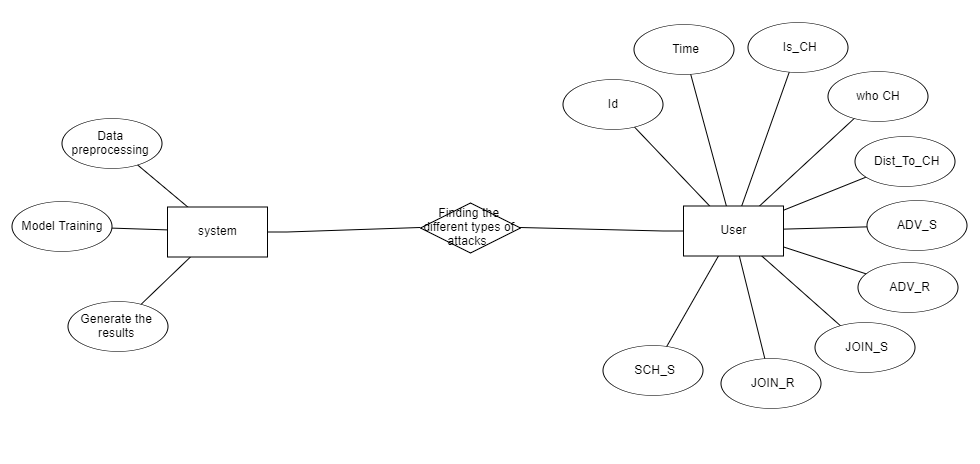 Time
Is_CH
Id
who CH
Data
preprocessing
Dist_To_CH
Model Training
system
Finding the
different types of
attacks
User
ADV_S
ADV_R
Generate the
results
JOIN_S
SCH_S
JOIN_R